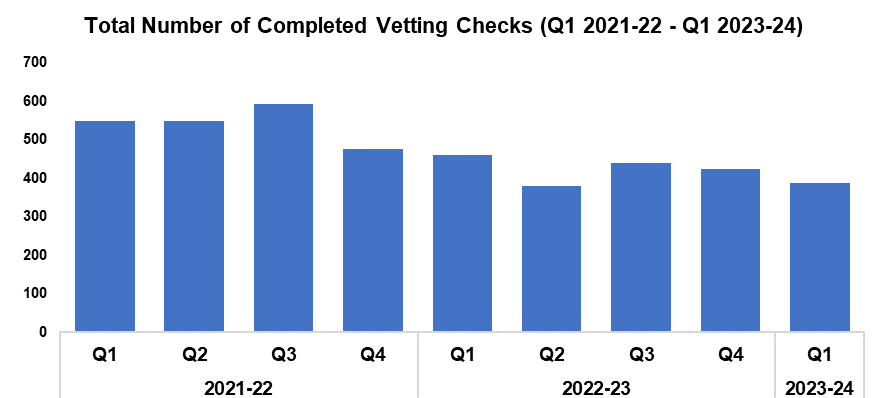 Total Number of Completed Vetting Checks (Q1 2021-22 - Q1 2023-24)
700
600
500
400
300
200
100
0
Q1 Q2 Q3 Q4 Q1 Q2 Q3 Q4 Q1
2021-22 2022-23 2023-24